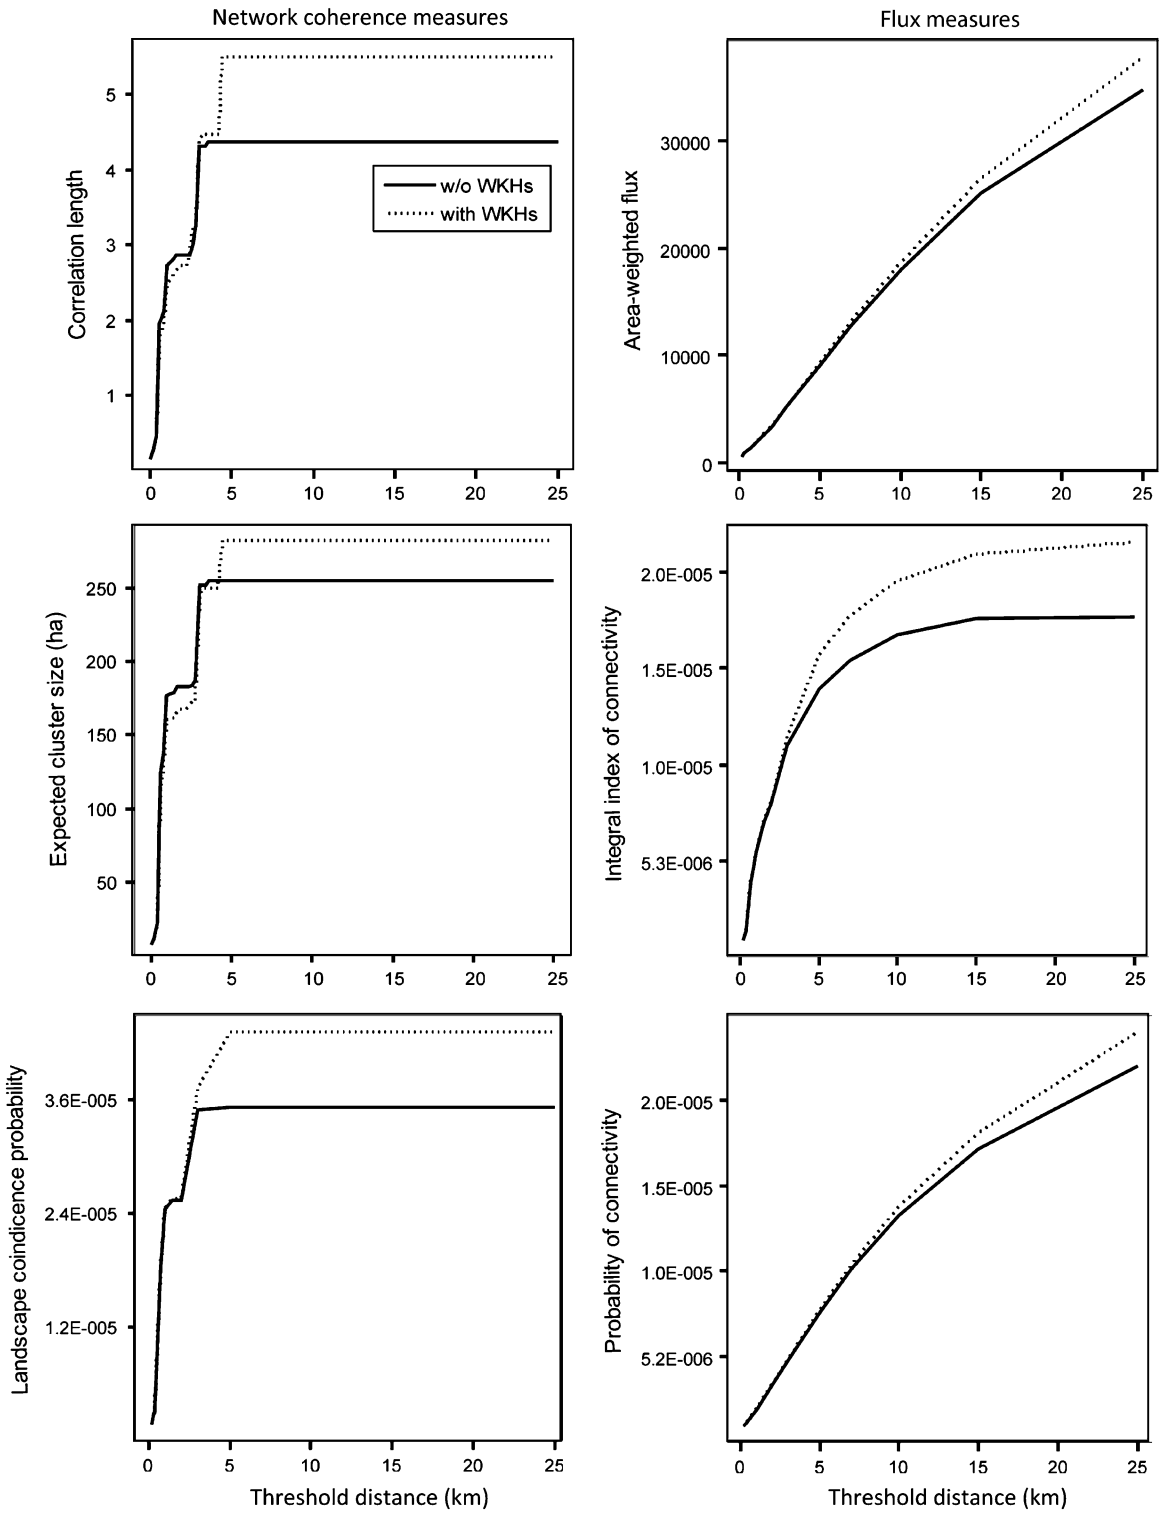 Network coherence measures
Flux measures
Correlation length
5
4
3
2
1
w/o WKHs
with WKHs
0 5 10 15 20 25
Area-weighted flux
30000
20000
10000
0
0 5 10 15 20 25
Expected cluster size (ha)
250
200
150
100
50
0 5 10 15 20 25
Integral index of connectivity
2.0E-005
1.5E-005
1.0E-005
5.3E-006
0 5 10 15 20 25
Landscape coindicence probability
3.6E-005
2.4E-005
1.2E-005
0 5 10 15 20 25
Threshold distance (km)
Probability of connectivity
2.0E-005
1.5E-005
1.0E-005
5.2E-006
0 5 10 15 20 25
Threshold distance (km)